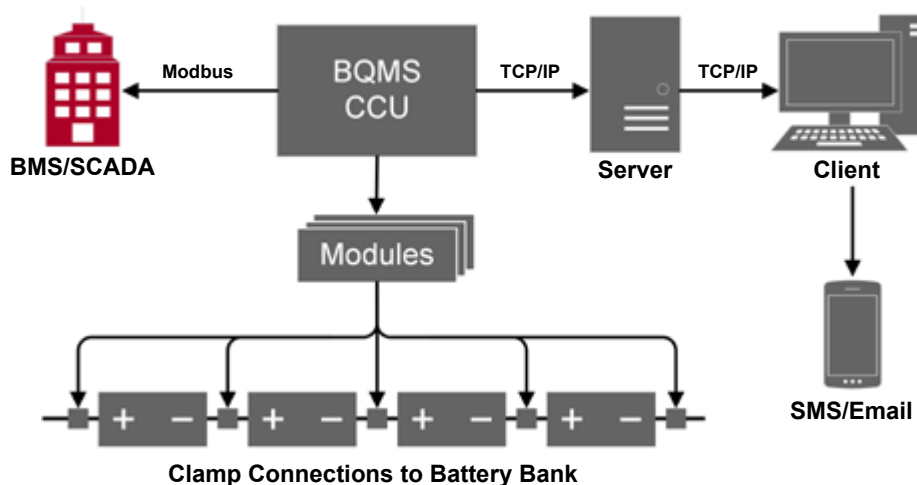 Modbus
BQMS
CCU
TCP/IP
TCP/IP
BMS/SCADA
Server
Client
Modules
+ − + − + − + −
SMS/Email
Clamp Connections to Battery Bank